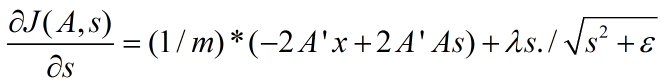 ∂J(A,s)/∂s = (1/m)*(−2A'x+2A'As)+λs./√(s²+ε)